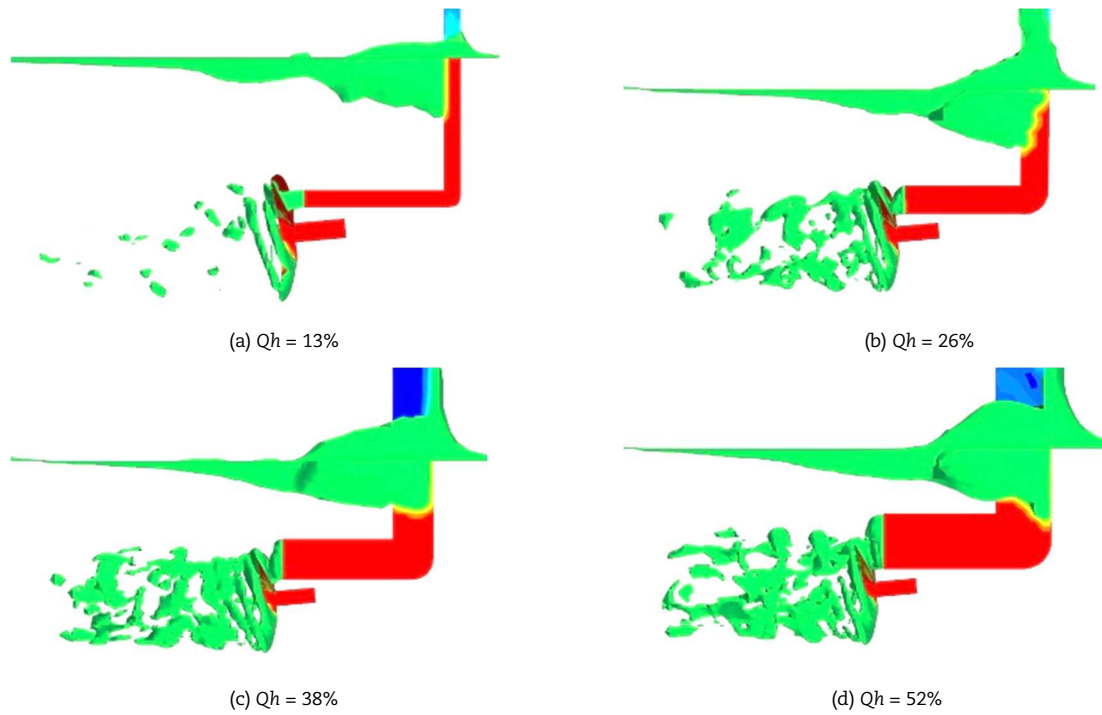 (a) Qh = 13%
(b) Qh = 26%
(c) Qh = 38%
(d) Qh = 52%